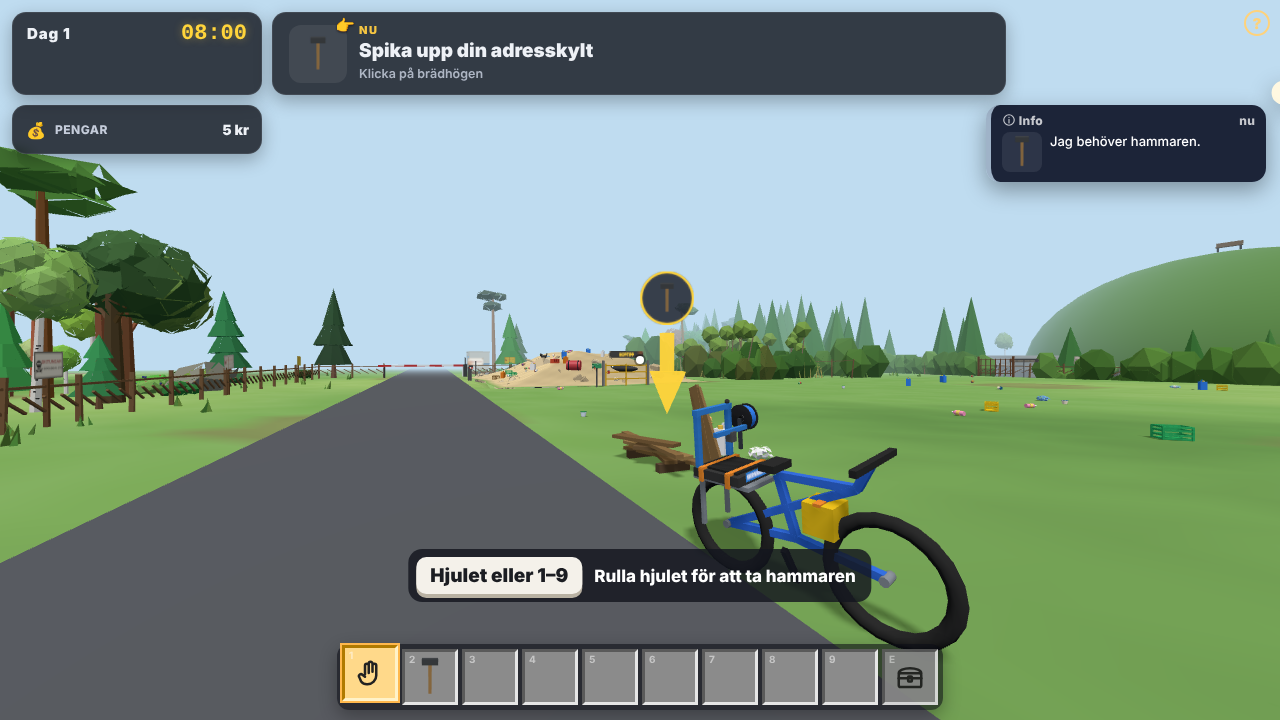 Dag 1
08:00
NU
Spika upp din adresskylt
Klicka på brädhögen
PENGAR
5 kr
Info
nu
Jag behöver hammaren.
Hjulet eller 1–9
Rulla hjulet för att ta hammaren
1
2
3
4
5
6
7
8
9
E